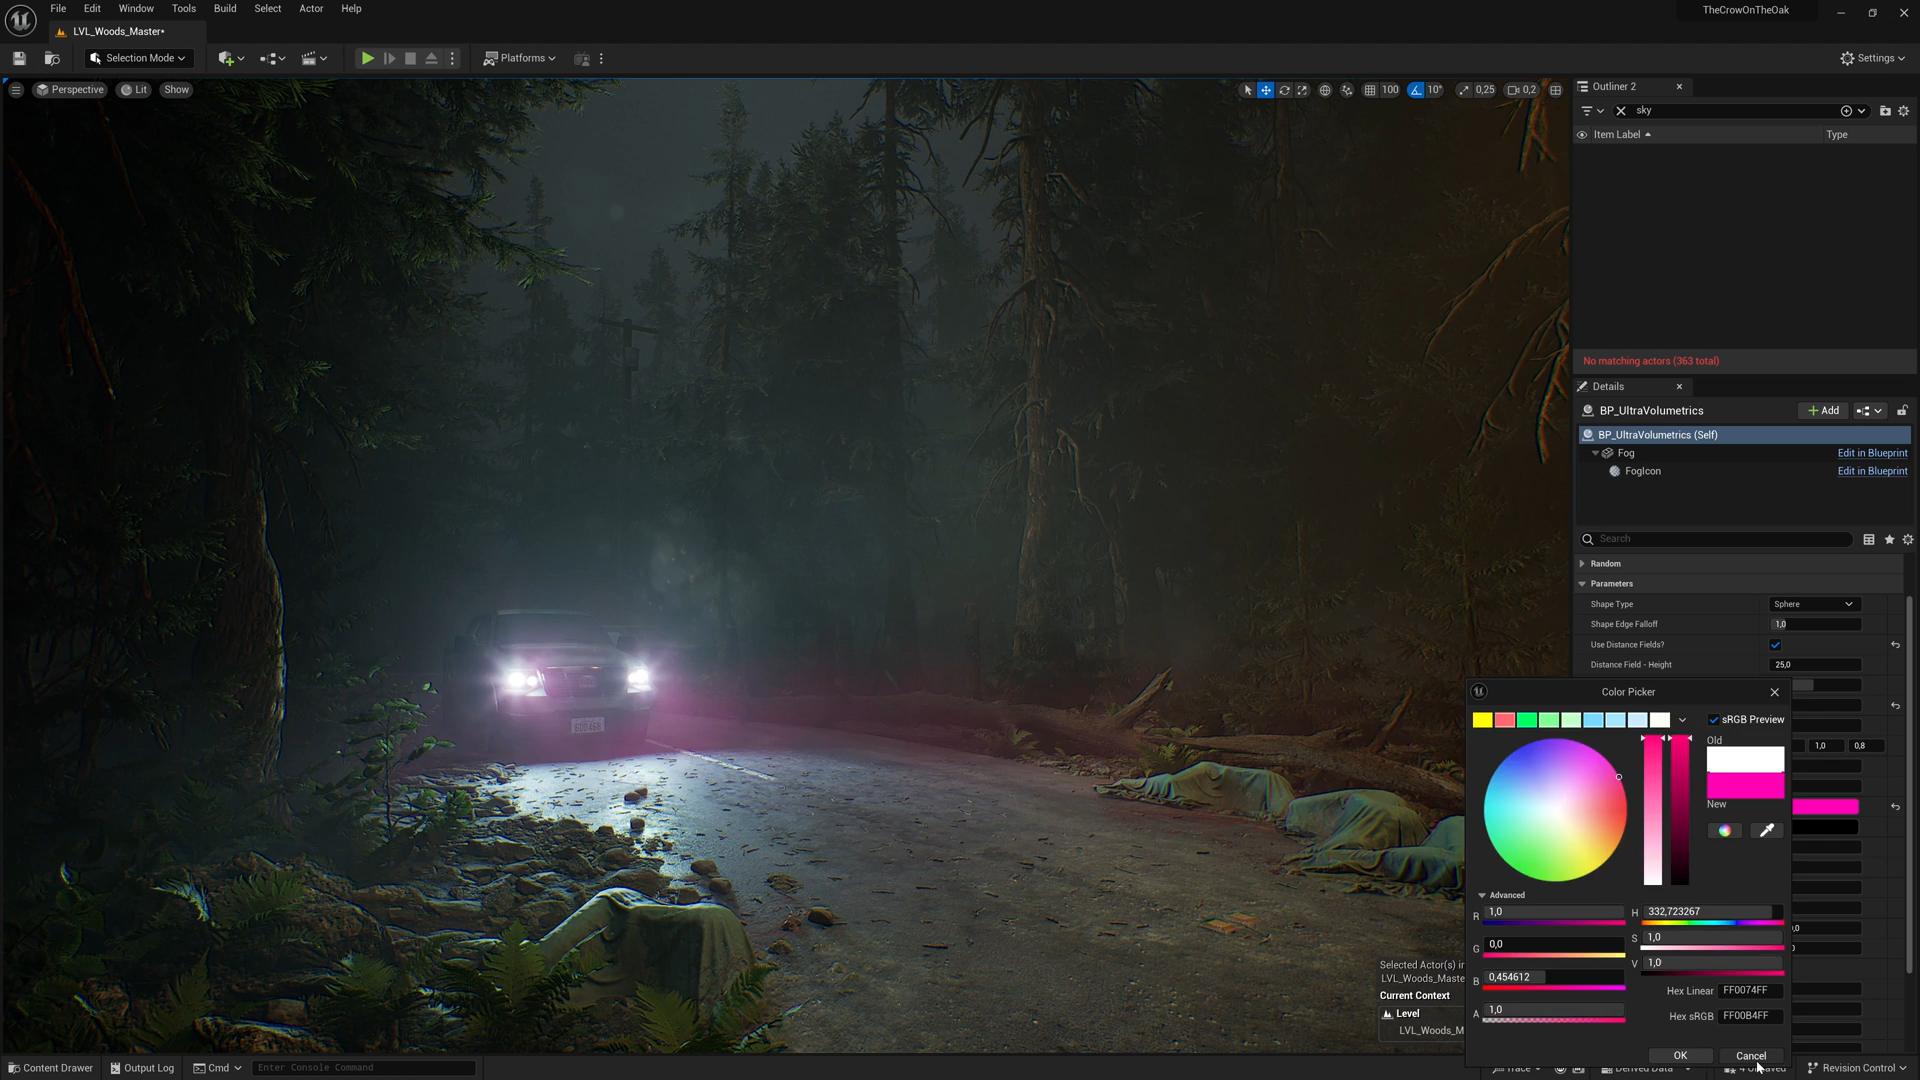 File Edit Window Tools Build Select Actor Help
TheCrowOnTheOak
LVL_Woods_Master•
Selection Mode
Platforms
Settings
Perspective Lit Show
100 10° 0,25 0,2
Outliner 2
sky
Item Label Type
No matching actors (363 total)
Details
BP_UltraVolumetrics
Add
BP_UltraVolumetrics (Self)
Fog Edit in Blueprint
FogIcon Edit in Blueprint
Search
Random
Parameters
Shape Type Sphere
Shape Edge Falloff 1,0
Use Distance Fields?
Distance Field - Height 25,0
1,0 0,8
Color Picker
sRGB Preview
Old
New
Advanced
R 1,0 H 332,723267
G 0,0 S 1,0
B 0,454612 V 1,0
Hex Linear FF0074FF
A 1,0
Hex sRGB FF00B4FF
OK Cancel
Selected Actor(s) in
LVL_Woods_Maste
Current Context
Level
LVL_Woods_M
Content Drawer Output Log Cmd Enter Console Command
Trace Derived Data 4 Unsaved Revision Control